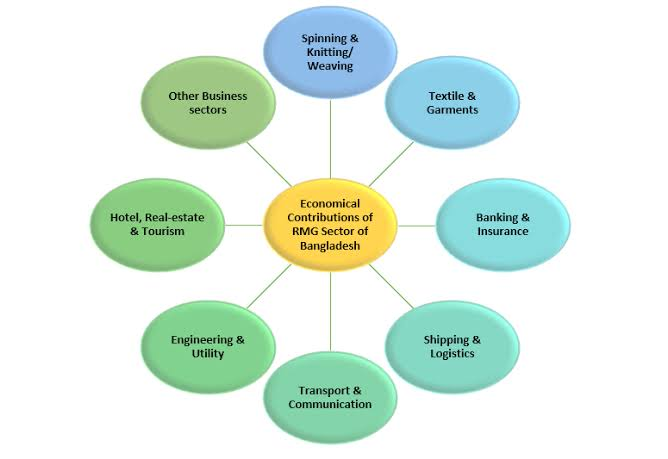 Spinning &
Knitting/
Weaving
Textile &
Garments
Banking &
Insurance
Shipping &
Logistics
Transport &
Communication
Engineering &
Utility
Hotel, Real-estate
& Tourism
Other Business
sectors
Economical
Contributions of
RMG Sector of
Bangladesh